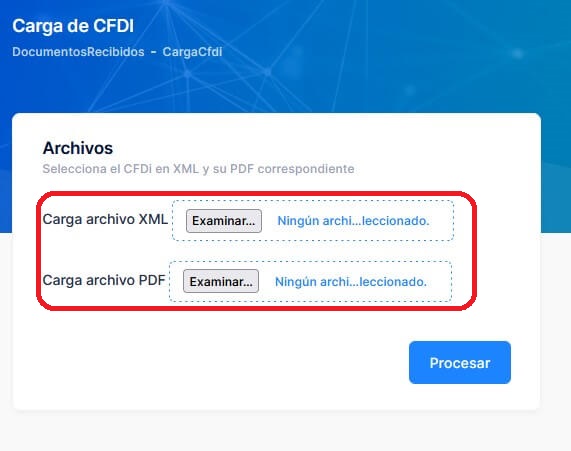 Carga de CFDI
DocumentosRecibidos - CargaCfdi
Archivos
Selecciona el CFDi en XML y su PDF correspondiente
Carga archivo XML Examinar... Ningún archi...leccionado.
Carga archivo PDF Examinar... Ningún archi...leccionado.
Procesar